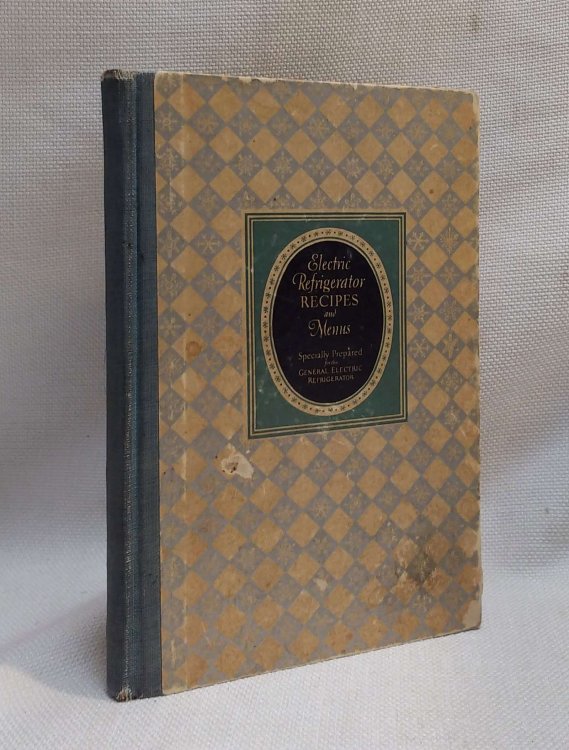 Electric
Refrigerator
RECIPES
and
Menus
Specially Prepared
for the
GENERAL ELECTRIC
REFRIGERATOR